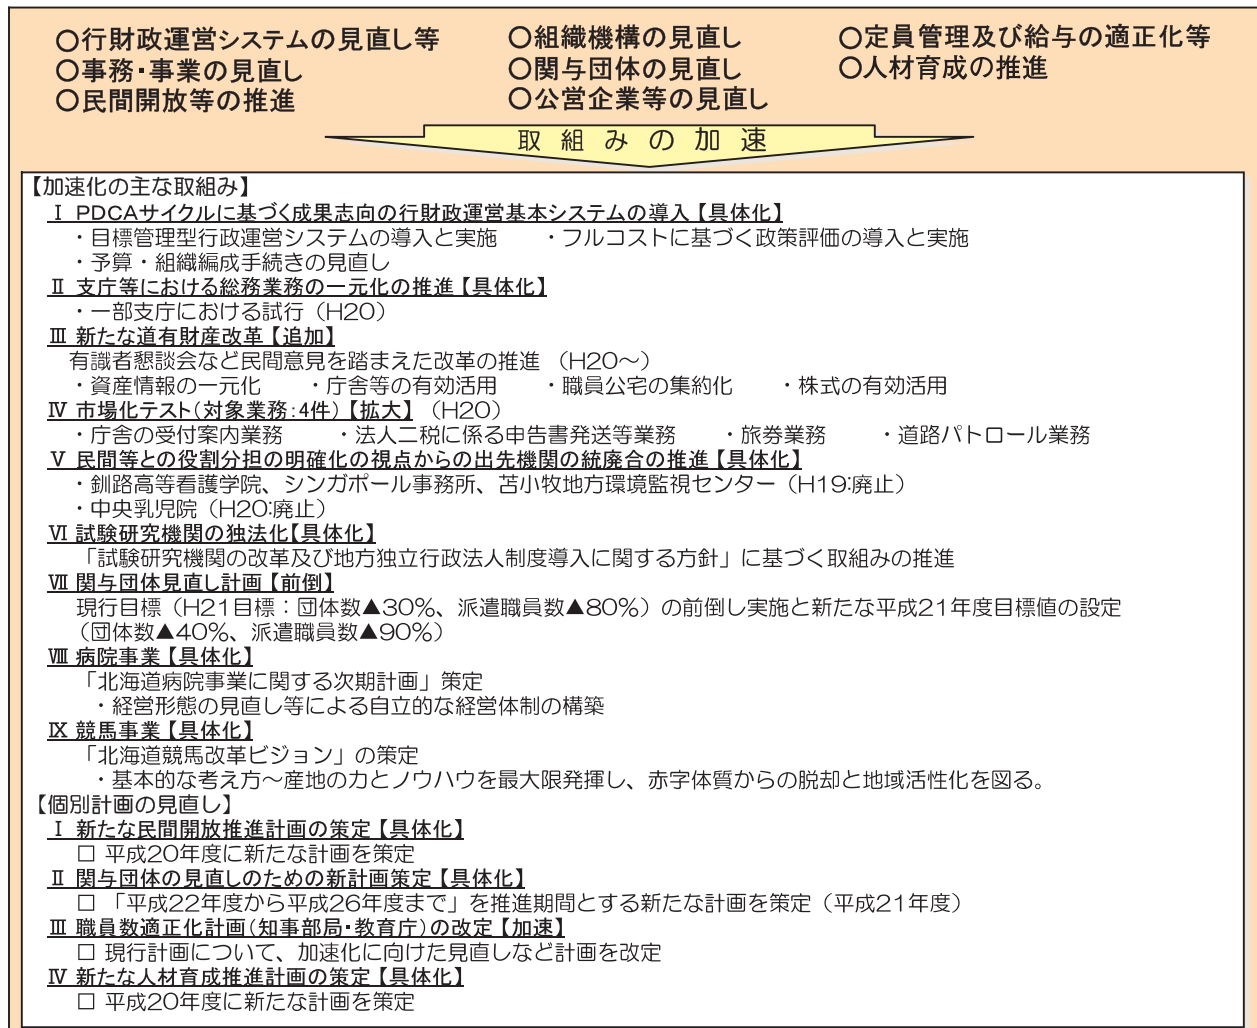 〇行財政運営システムの見直し等
〇事務・事業の見直し
〇民間開放等の推進
〇組織機構の見直し
〇関与団体の見直し
〇公営企業等の見直し
〇定員管理及び給与の適正化等
〇人材育成の推進
取組みの加速
【加速化の主な取組み】
Ⅰ PDCAサイクルに基づく成果志向の行財政運営基本システムの導入【具体化】
・目標管理型行政運営システムの導入と実施　・フルコストに基づく政策評価の導入と実施
・予算・組織編成手続きの見直し
Ⅱ 支庁等における総務業務の一元化の推進【具体化】
・一部支庁における試行（H20）
Ⅲ 新たな道有財産改革【追加】
有識者懇談会など民間意見を踏まえた改革の推進（H20～）
・資産情報の一元化　・庁舎等の有効活用　・職員公宅の集約化　・株式の有効活用
Ⅳ 市場化テスト（対象業務：4件）【拡大】（H20）
・庁舎の受付案内業務　・法人二税に係る申告書発送等業務　・旅券業務　・道路パトロール業務
Ⅴ 民間等との役割分担の明確化の視点からの出先機関の統廃合の推進【具体化】
・釧路高等看護学院、シンガポール事務所、苫小牧地方環境監視センター（H19:廃止）
・中央乳児院（H20:廃止）
Ⅵ 試験研究機関の独法化【具体化】
「試験研究機関の改革及び地方独立行政法人制度導入に関する方針」に基づく取組みの推進
Ⅶ 関与団体見直し計画【前倒】
現行目標（H21目標：団体数▲30％、派遣職員数▲80％）の前倒し実施と新たな平成21年度目標値の設定
（団体数▲40％、派遣職員数▲90％）
Ⅷ 病院事業【具体化】
「北海道病院事業に関する次期計画」策定
・経営形態の見直し等による自立的な経営体制の構築
Ⅸ 競馬事業【具体化】
「北海道競馬改革ビジョン」の策定
・基本的な考え方～産地の力とノウハウを最大限発揮し、赤字体質からの脱却と地域活性化を図る。
【個別計画の見直し】
Ⅰ 新たな民間開放推進計画の策定【具体化】
□ 平成20年度に新たな計画を策定
Ⅱ 関与団体の見直しのための新計画策定【具体化】
□ 「平成22年度から平成26年度まで」を推進期間とする新たな計画を策定（平成21年度）
Ⅲ 職員数適正化計画（知事部局・教育庁）の改定【加速】
□ 現行計画について、加速化に向けた見直しなど計画を改定
Ⅳ 新たな人材育成推進計画の策定【具体化】
□ 平成20年度に新たな計画を策定